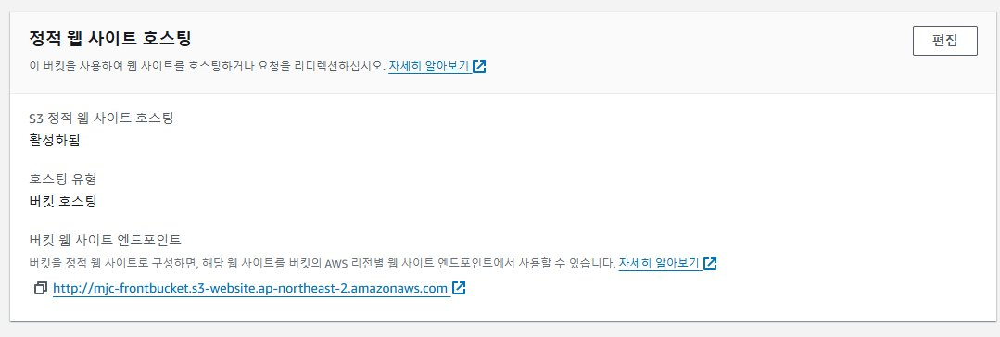 정적 웹 사이트 호스팅
편집
이 버킷을 사용하여 웹 사이트를 호스팅하거나 요청을 리디렉션하십시오. 자세히 알아보기
S3 정적 웹 사이트 호스팅
활성화됨
호스팅 유형
버킷 호스팅
버킷 웹 사이트 엔드포인트
버킷을 정적 웹 사이트로 구성하면, 해당 웹 사이트를 버킷의 AWS 리전별 웹 사이트 엔드포인트에서 사용할 수 있습니다. 자세히 알아보기
http://mjc-frontbucket.s3-website.ap-northeast-2.amazonaws.com